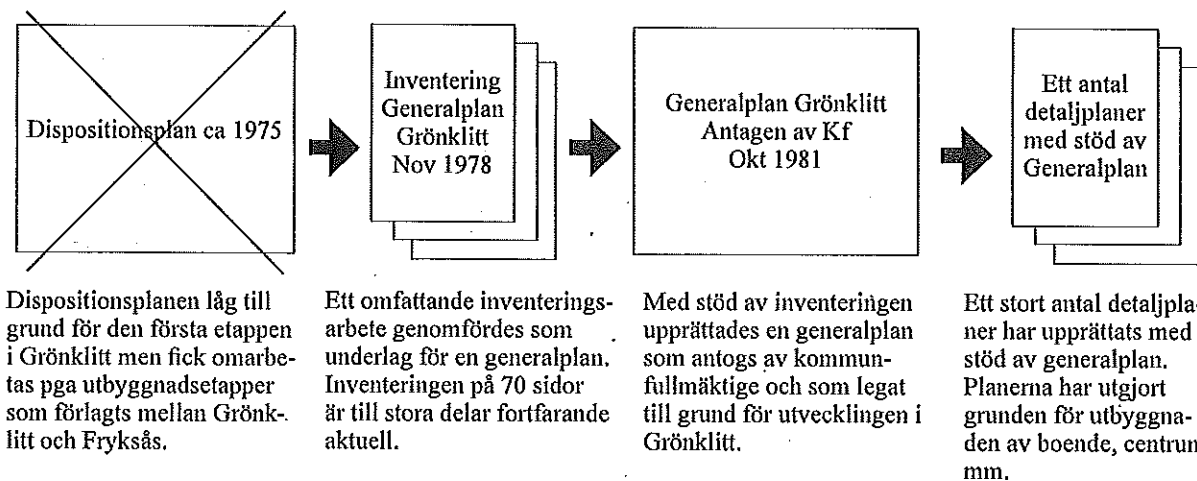 Dispositionsplan ca 1975
Inventering
Generalplan
Grönklitt
Nov 1978
Generalplan Grönklitt
Antagen av Kf
Okt 1981
Ett antal
detaljplaner
med stöd av
Generalplan
Dispositionsplanen låg till
grund för den första etappen
i Grönklitt men fick omarbe-
tas pga utbyggnadsetapper
som förlagts mellan Grönk-
litt och Fryksås.
Ett omfattande inventerings-
arbete genomfördes som
underlag för en generalplan.
Inventeringen på 70 sidor
är till stora delar fortfarande
aktuell.
Med stöd av inventeringen
upprättades en generalplan
som antogs av kommun-
fullmäktige och som legat
till grund för utvecklingen i
Grönklitt.
Ett stort antal detaljpla-
ner har upprättats med
stöd av generalplan.
Planerna har utgjort
grunden för utbyggna-
den av boende, centrum
mm.